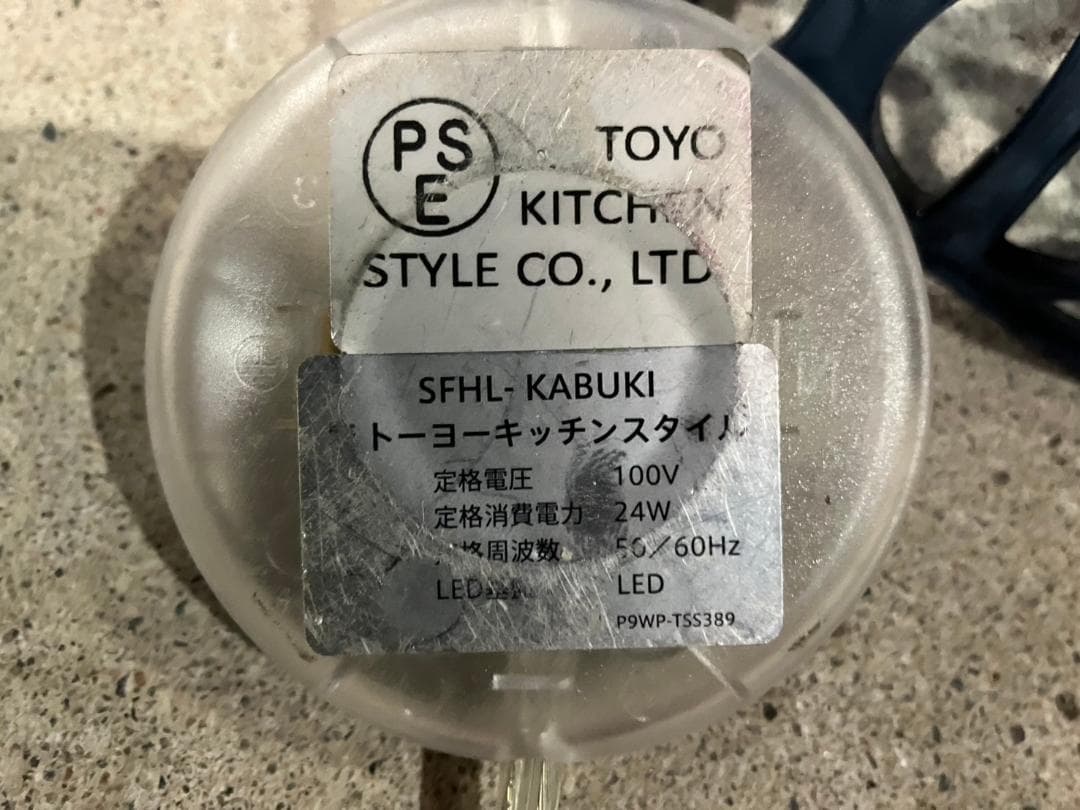 PS
E
TOYO
KITCHEN
STYLE CO., LTD
SFHL- KABUKI
トーヨーキッチンスタイル
定格電圧 100V
定格消費電力 24W
格周波数 50/60Hz
LED LED
P9WP-TSS389